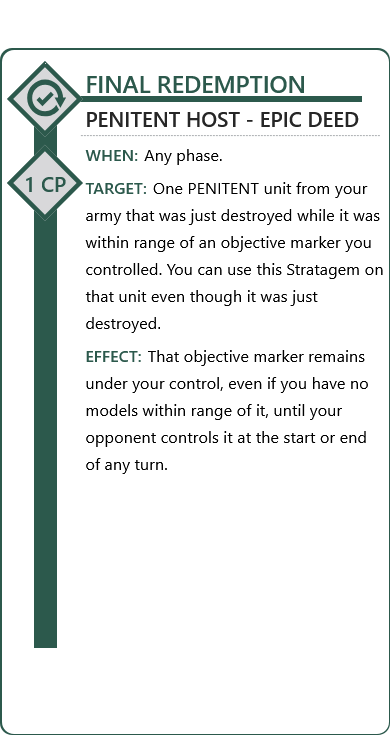 FINAL REDEMPTION
PENITENT HOST - EPIC DEED
1 CP
WHEN: Any phase.
TARGET: One PENITENT unit from your
army that was just destroyed while it was
within range of an objective marker you
controlled. You can use this Stratagem on
that unit even though it was just
destroyed.
EFFECT: That objective marker remains
under your control, even if you have no
models within range of it, until your
opponent controls it at the start or end
of any turn.